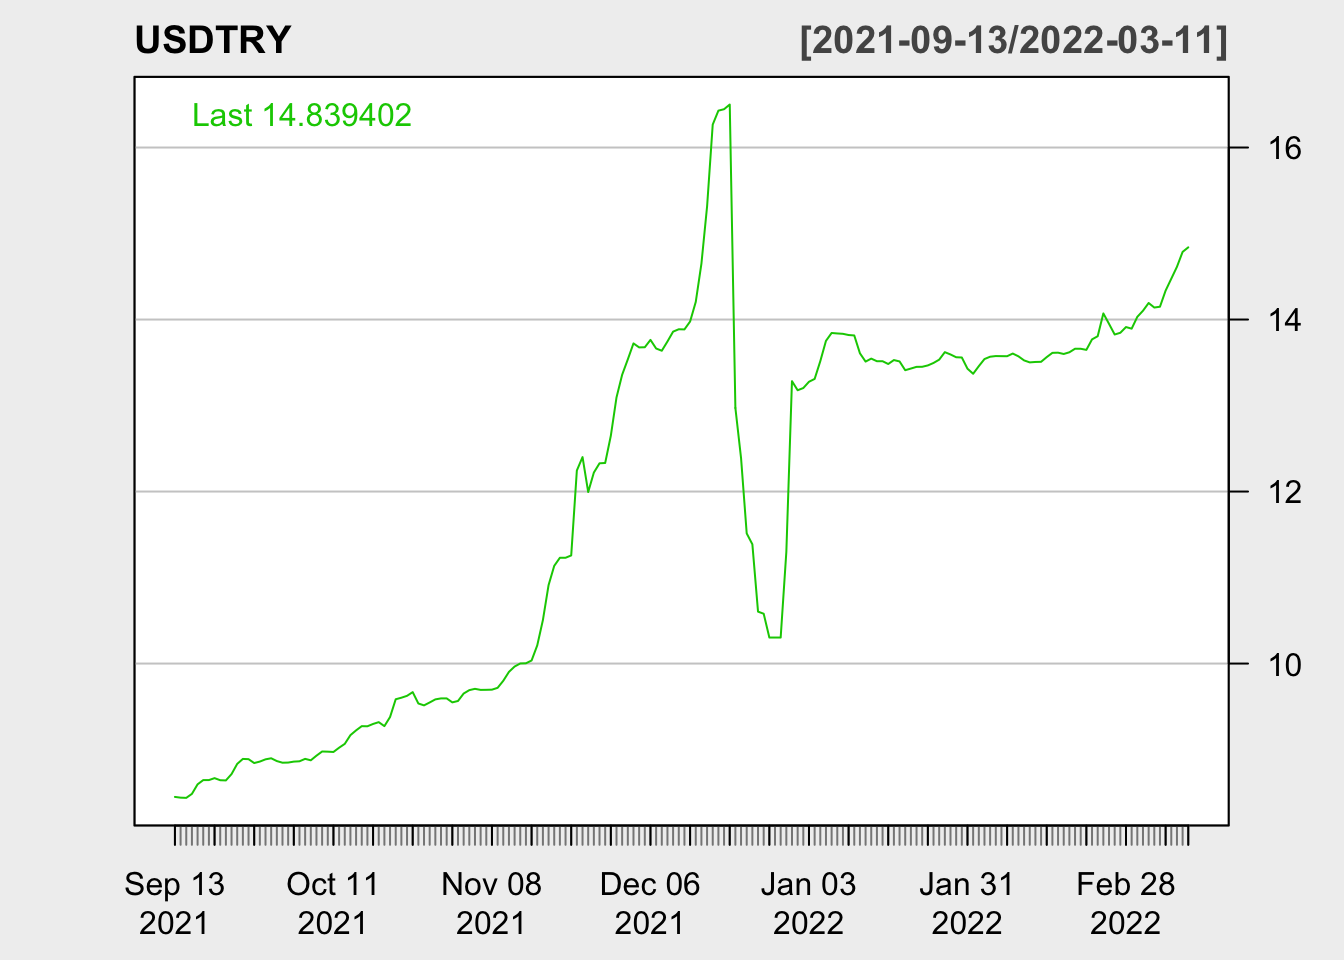 USDTRY [2021-09-13/2022-03-11]
Last 14.839402
16
14
12
10
Sep 13 Oct 11 Nov 08 Dec 06 Jan 03 Jan 31 Feb 28
2021 2021 2021 2021 2022 2022 2022